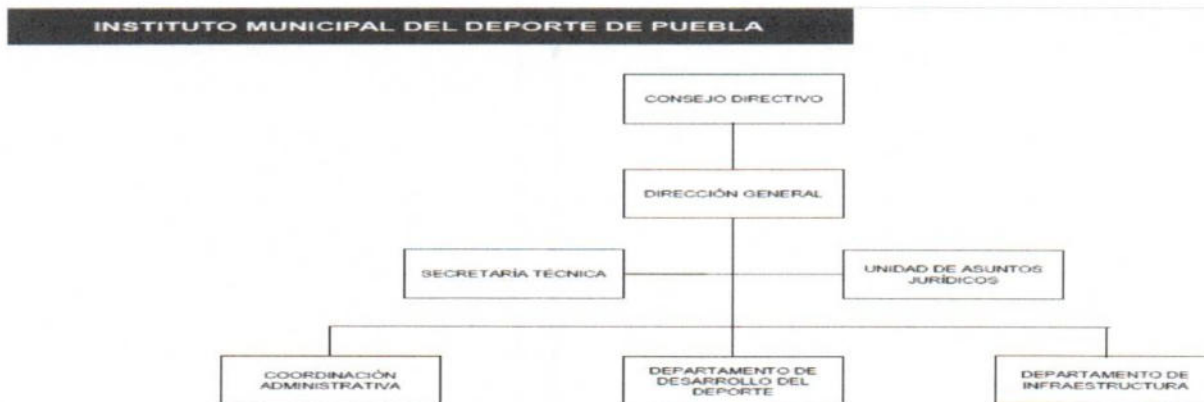 INSTITUTO MUNICIPAL DEL DEPORTE DE PUEBLA
CONSEJO DIRECTIVO
DIRECCIÓN GENERAL
SECRETARÍA TÉCNICA
UNIDAD DE ASUNTOS
JURÍDICOS
COORDINACIÓN
ADMINISTRATIVA
DEPARTAMENTO DE
DESARROLLO DEL
DEPORTE
DEPARTAMENTO DE
INFRAESTRUCTURA